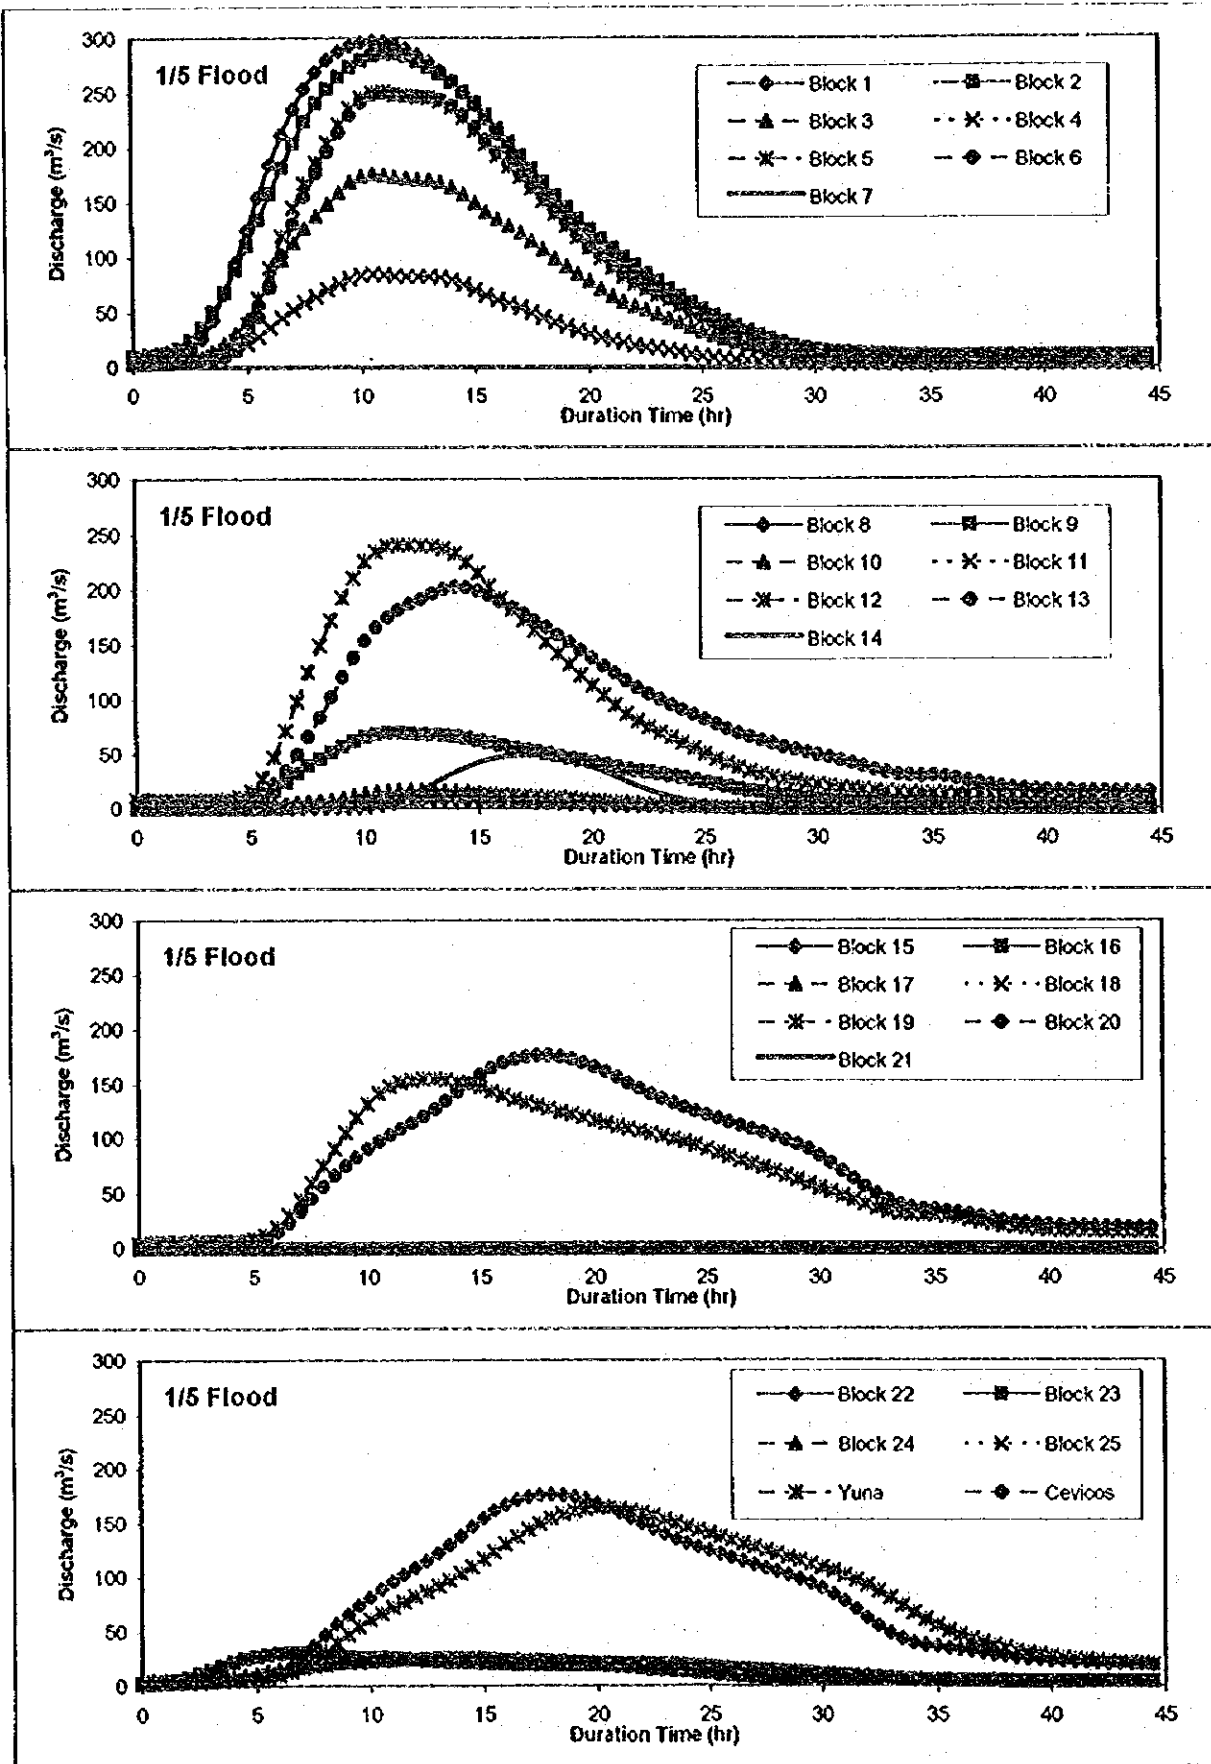 300
250
200
150
100
50
0
Discharge (m³/s)
1/5 Flood
Block 1 Block 2
Block 3 Block 4
Block 5 Block 6
Block 7
0 5 10 15 20 25 30 35 40 45
Duration Time (hr)
300
250
200
150
100
50
0
Discharge (m³/s)
1/5 Flood
Block 8 Block 9
Block 10 Block 11
Block 12 Block 13
Block 14
0 5 10 15 20 25 30 35 40 45
Duration Time (hr)
300
250
200
150
100
50
0
Discharge (m³/s)
1/5 Flood
Block 15 Block 16
Block 17 Block 18
Block 19 Block 20
Block 21
0 5 10 15 20 25 30 35 40 45
Duration Time (hr)
300
250
200
150
100
50
0
Discharge (m³/s)
1/5 Flood
Block 22 Block 23
Block 24 Block 25
Yuna Cevicos
0 5 10 15 20 25 30 35 40 45
Duration Time (hr)